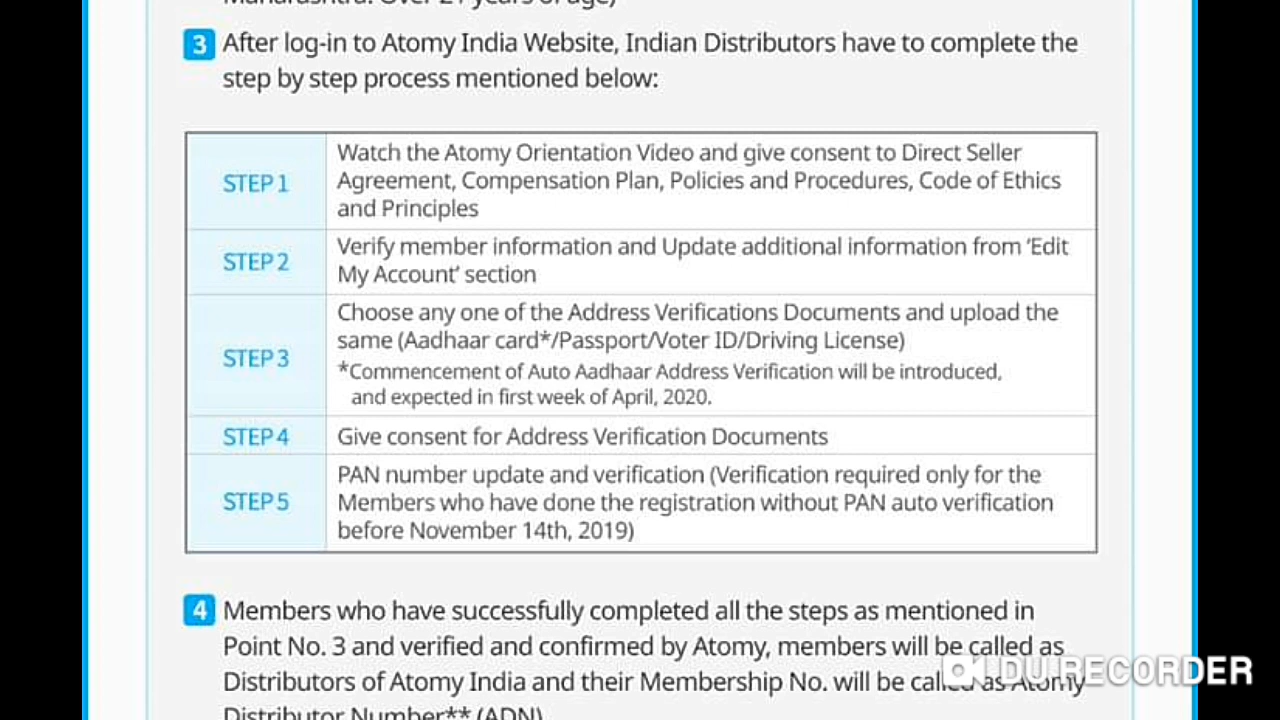 Maharashtra. Over 21 years of age)
3 After log-in to Atomy India Website, Indian Distributors have to complete the
step by step process mentioned below:
STEP 1
Watch the Atomy Orientation Video and give consent to Direct Seller
Agreement, Compensation Plan, Policies and Procedures, Code of Ethics
and Principles
STEP 2
Verify member information and Update additional information from ‘Edit
My Account’ section
STEP 3
Choose any one of the Address Verifications Documents and upload the
same (Aadhaar card*/Passport/Voter ID/Driving License)
*Commencement of Auto Aadhaar Address Verification will be introduced,
and expected in first week of April, 2020.
STEP 4
Give consent for Address Verification Documents
STEP 5
PAN number update and verification (Verification required only for the
Members who have done the registration without PAN auto verification
before November 14th, 2019)
4 Members who have successfully completed all the steps as mentioned in
Point No. 3 and verified and confirmed by Atomy, members will be called as
Distributors of Atomy India and their Membership No. will be called as Atomy
Distributor Number** (ADN)
DU RECORDER